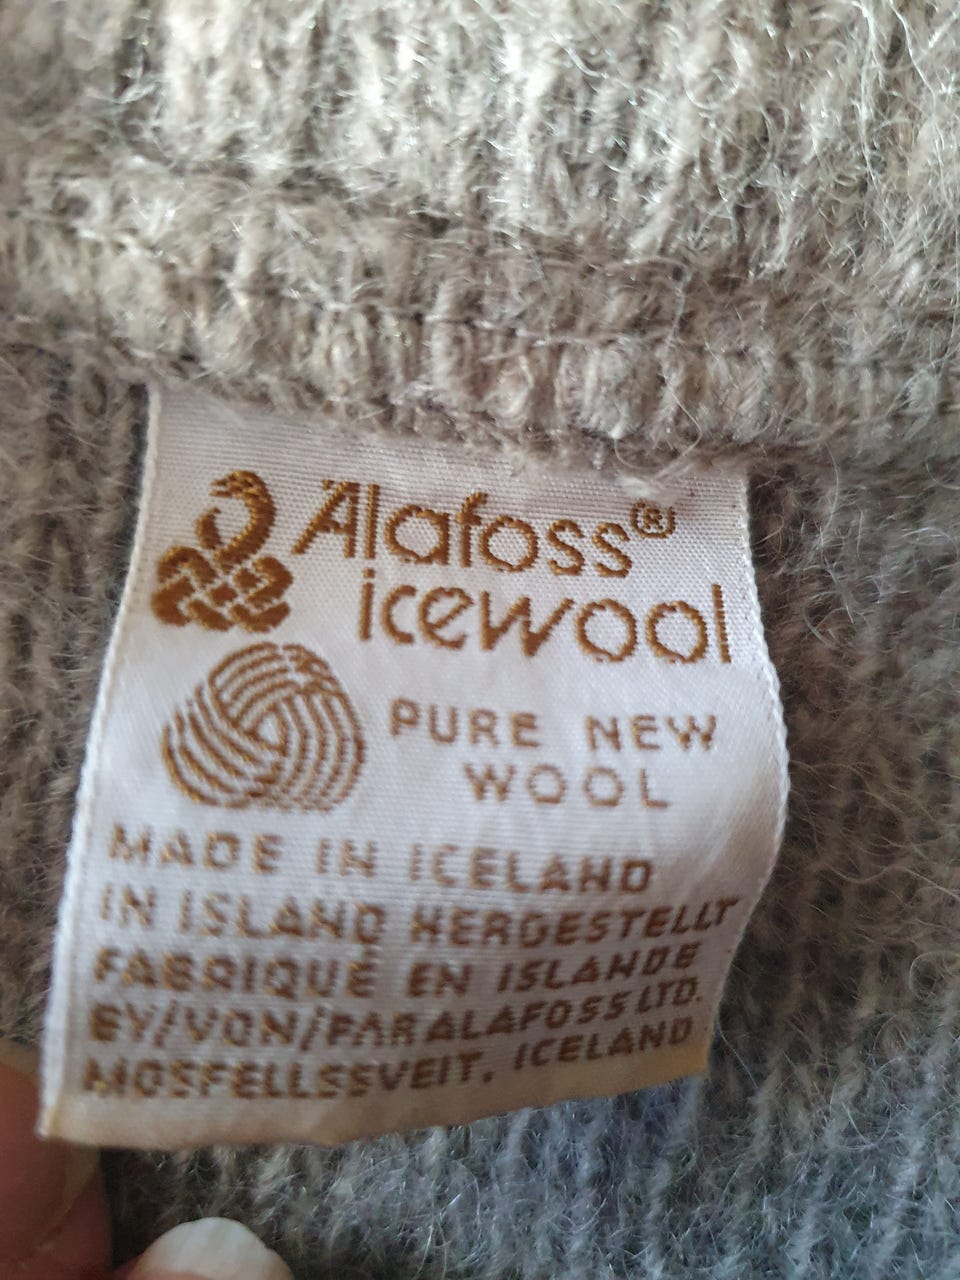 Alafoss®
icewool
PURE NEW
WOOL
MADE IN ICELAND
IN ISLAND HERGESTELLT
FABRIQUÉ EN ISLANDE
BY/VON/PAR ALAFOSS LTD.
MOSFELLSSVEIT, ICELAND